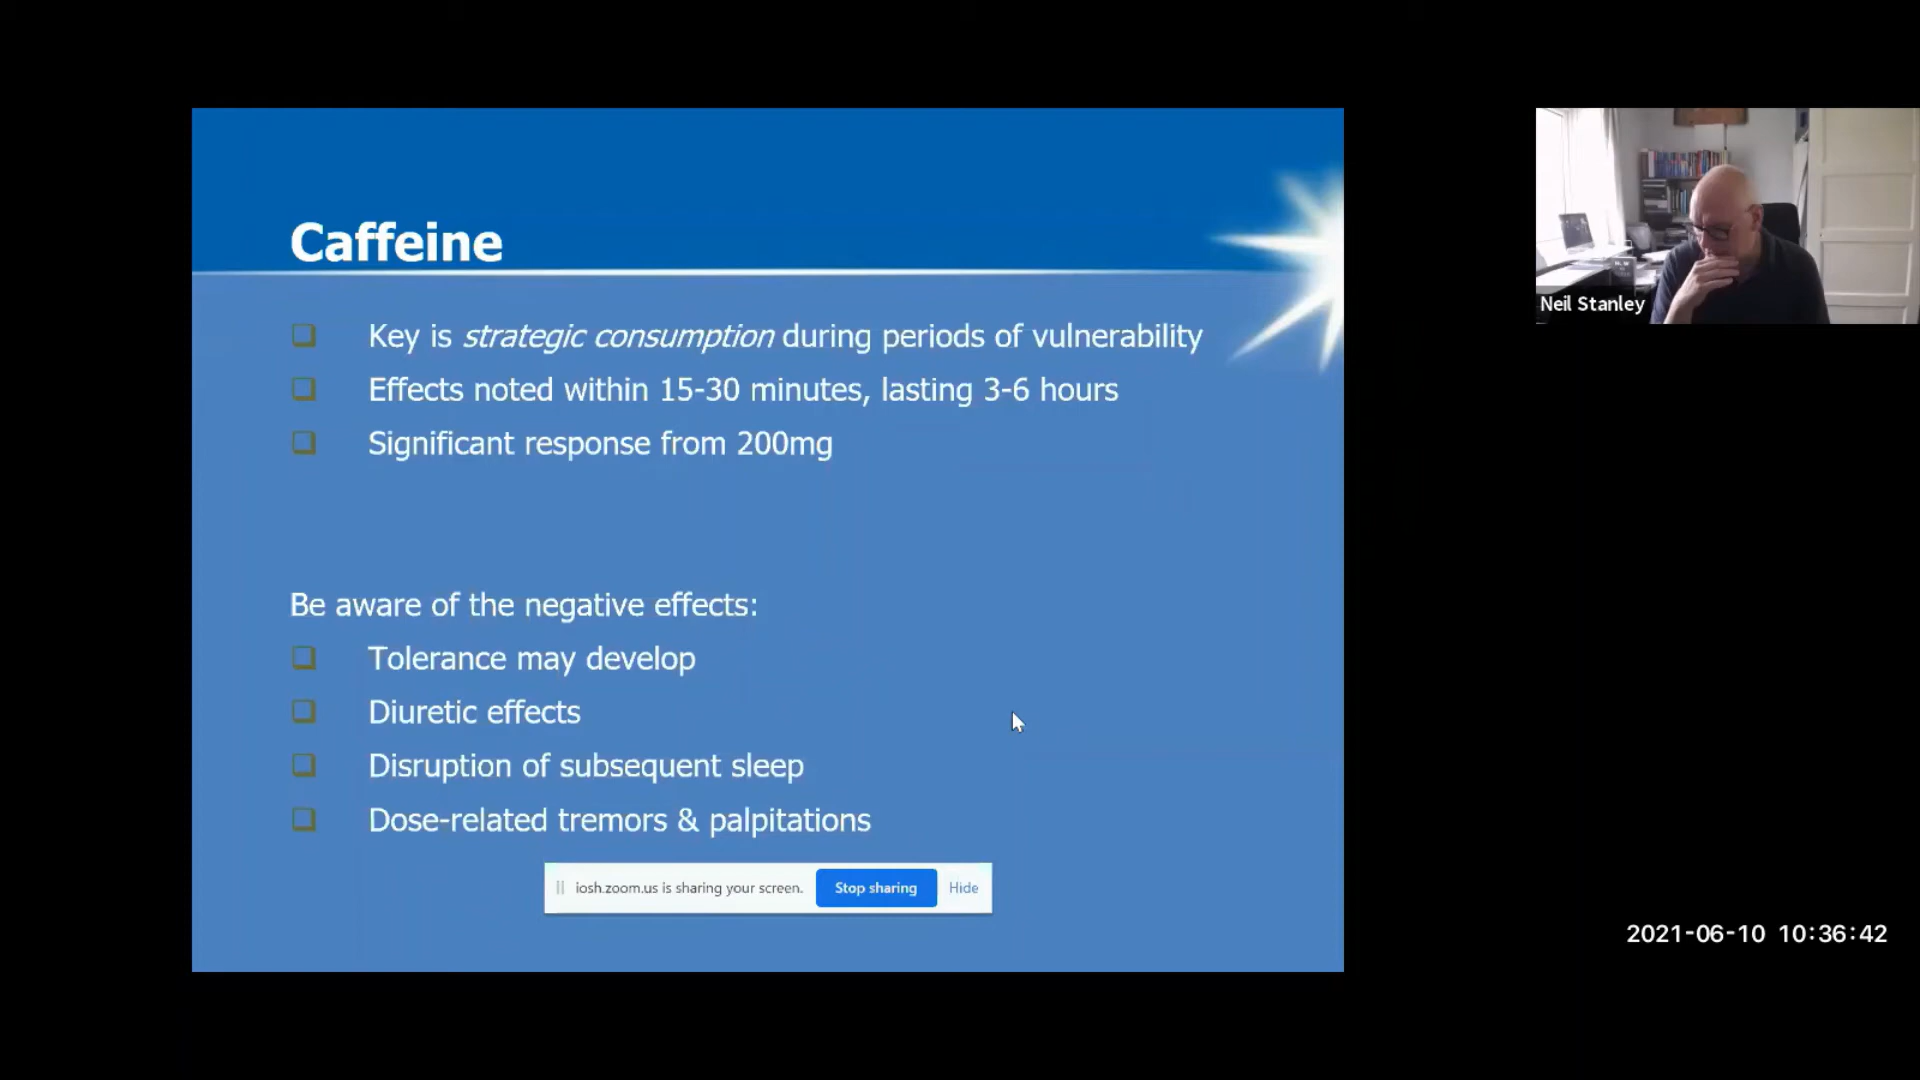 Caffeine
Key is strategic consumption during periods of vulnerability
Effects noted within 15-30 minutes, lasting 3-6 hours
Significant response from 200mg
Be aware of the negative effects:
Tolerance may develop
Diuretic effects
Disruption of subsequent sleep
Dose-related tremors & palpitations
iosh.zoom.us is sharing your screen. Stop sharing Hide
Neil Stanley
2021-06-10 10:36:42